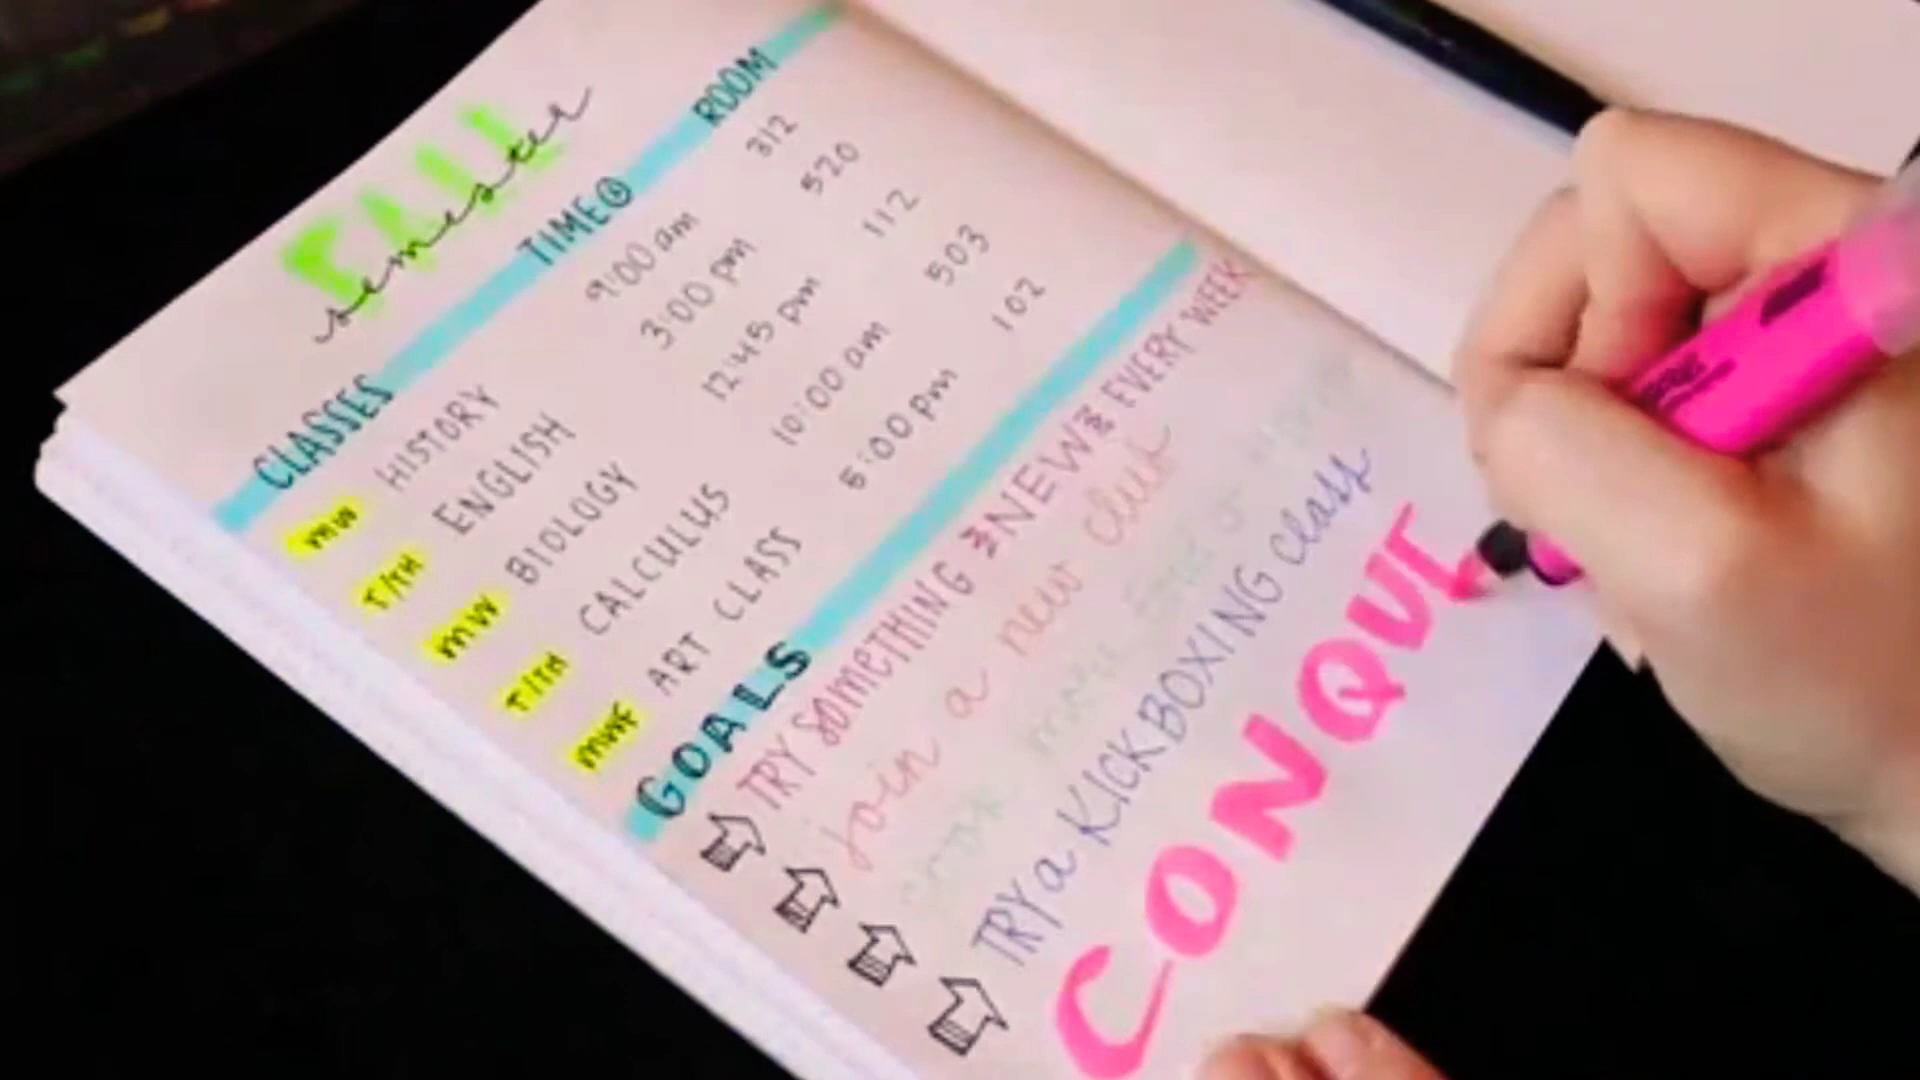 FALL
semester
CLASSES TIME ROOM
MW HISTORY 9:00 am 312
T/TH ENGLISH 3:00 pm 520
MW BIOLOGY 12:45 pm 112
T/TH CALCULUS 10:00 am 503
MWF ART CLASS 5:00 pm 102
GOALS
TRY SOMETHING NEW EVERY WEEK
join a new club
TRY a KICKBOXING class
CONQUE